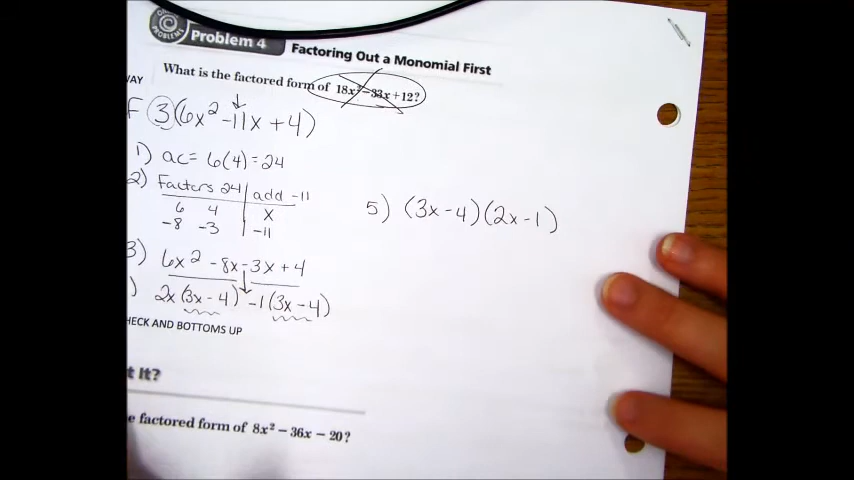 Problem 4 Factoring Out a Monomial First
What is the factored form of 18x² − 33x + 12?
3(6x² - 11x + 4)
1) ac = 6(4) = 24
2) Factors 24 | add -11
6 4 | x
-8 -3 | -11
3) 6x² - 8x - 3x + 4
) 2x(3x - 4) - 1(3x - 4)
5) (3x - 4)(2x - 1)
HECK AND BOTTOMS UP
t It?
e factored form of 8x² − 36x − 20?